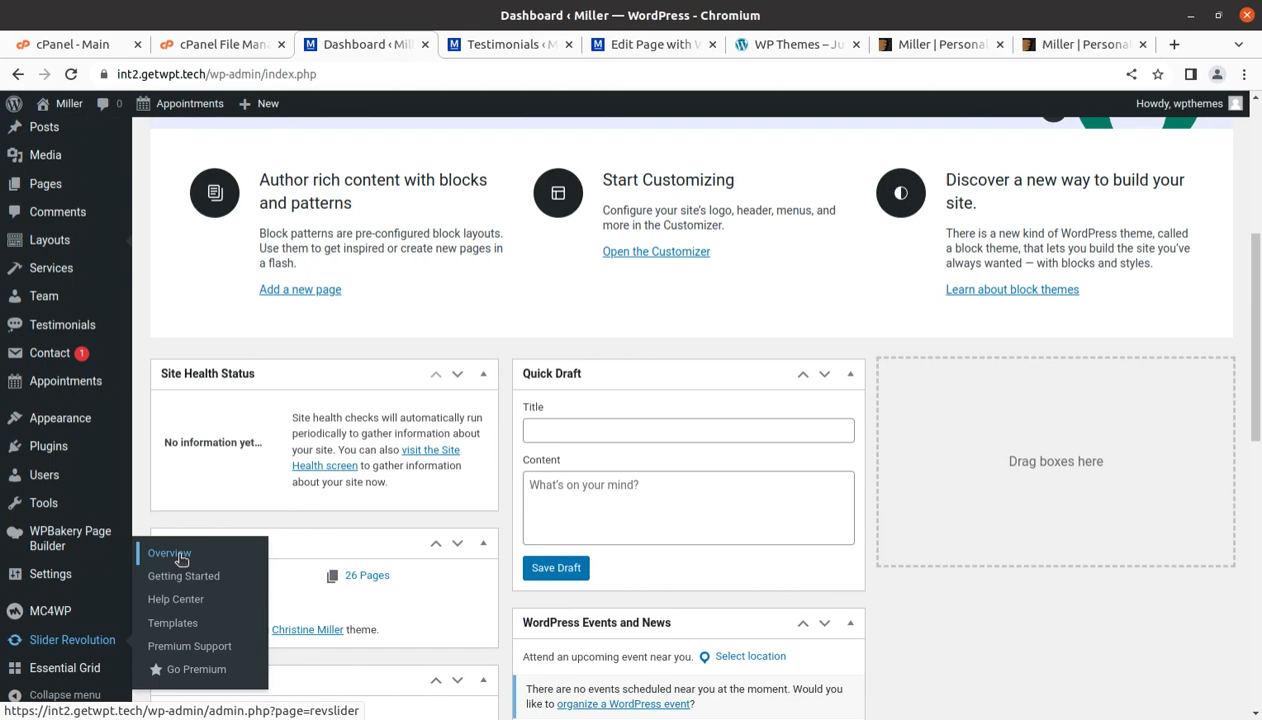 Dashboard ‹ Miller — WordPress - Chromium
cPanel - Main
cPanel File Man
Dashboard ‹ Mill
Testimonials ‹ M
Edit Page with W
WP Themes – Ju
Miller | Persona
Miller | Persona
int2.getwpt.tech/wp-admin/index.php
Miller
0
Appointments
New
Howdy, wpthemes
Posts
Media
Pages
Comments
Layouts
Services
Team
Testimonials
Contact 1
Appointments
Appearance
Plugins
Users
Tools
WPBakery Page
Builder
Settings
MC4WP
Slider Revolution
Essential Grid
Collapse menu
Overview
Getting Started
Help Center
Templates
Premium Support
Go Premium
Author rich content with blocks
and patterns
Block patterns are pre-configured block layouts.
Use them to get inspired or create new pages in
a flash.
Add a new page
Start Customizing
Configure your site's logo, header, menus, and
more in the Customizer.
Open the Customizer
Discover a new way to build your
site.
There is a new kind of WordPress theme, called
a block theme, that lets you build the site you've
always wanted — with blocks and styles.
Learn about block themes
Site Health Status
No information yet…
Site health checks will automatically run
periodically to gather information about
your site. You can also visit the Site
Health screen to gather information
about your site now.
26 Pages
Christine Miller theme.
Quick Draft
Title
Content
What's on your mind?
Save Draft
WordPress Events and News
Attend an upcoming event near you.
Select location
There are no events scheduled near you at the moment. Would you
like to organize a WordPress event?
Drag boxes here
https://int2.getwpt.tech/wp-admin/admin.php?page=revslider